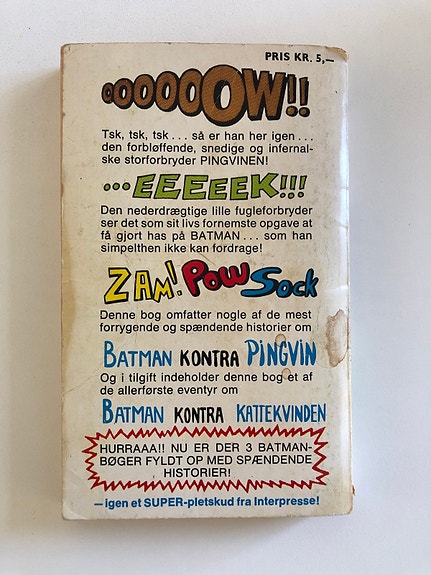 PRIS KR. 5,—
oOOOOOOW!!
Tsk, tsk, tsk... så er han her igen...
den forbløffende, snedige og infernal-
ske storforbryder PINGVINEN!
...EEEEEEK!!!
Den nederdrægtige lille fugleforbryder
ser det som sit livs fornemste opgave at
få gjort has på BATMAN... som han
simpelthen ikke kan fordrage!
ZAM! POW SOCK
Denne bog omfatter nogle af de mest
forrygende og spændende historier om
BATMAN KONTRA PINGVIN
Og i tilgift indeholder denne bog et af
de allerførste eventyr om
BATMAN KONTRA KATTEKVINDEN
HURRAAA!! NU ER DER 3 BATMAN-
BØGER FYLDT OP MED SPÆNDENDE
HISTORIER!
—igen et SUPER-pletskud fra Interpresse!